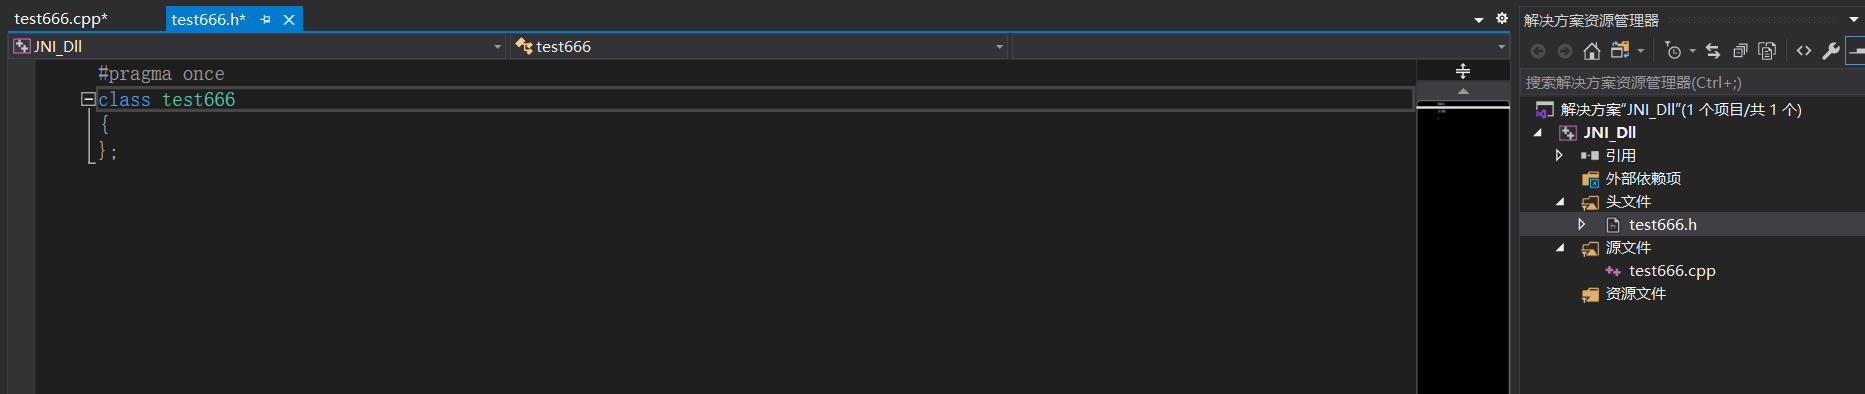 test666.cpp*
test666.h*
JNI_Dll
test666
#pragma once
class test666
{
};
解决方案资源管理器
搜索解决方案资源管理器(Ctrl+;)
解决方案"JNI_Dll"(1 个项目/共 1 个)
JNI_Dll
引用
外部依赖项
头文件
test666.h
源文件
test666.cpp
资源文件